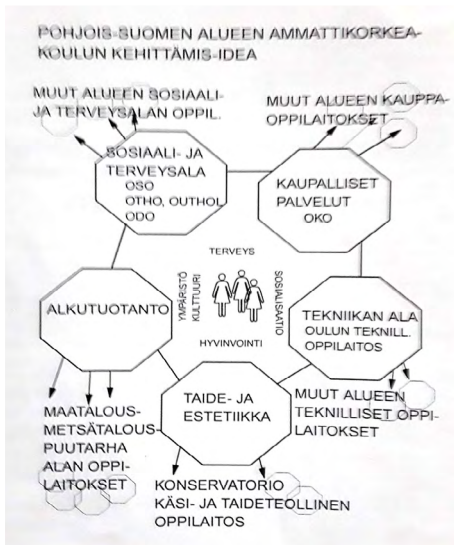 POHJOIS-SUOMEN ALUEEN AMMATTIKORKEA-
KOULUN KEHITTÄMIS-IDEA
MUUT ALUEEN SOSIAALI-
JA TERVEYSALAN OPPIL.
MUUT ALUEEN KAUPPA-
OPPILAITOKSET
SOSIAALI- JA
TERVEYSALA
OSO
OTHO, OUTHOL
ODO
KAUPALLISET
PALVELUT
OKO
TERVEYS
YMPÄRISTÖ
KULTTUURI
SOSIALISAATIO
HYVINVOINTI
ALKUTUOTANTO
TEKNIIKAN ALA
OULUN TEKNILL.
OPPILAITOS
TAIDE- JA
ESTETIIKKA
MUUT ALUEEN
TEKNILLISET OPPI-
LAITOKSET
MAATALOUS-
METSÄTALOUS-
PUUTARHA
ALAN OPPI-
LAITOKSET
KONSERVATORIO
KÄSI- JA TAIDETEOLLINEN
OPPILAITOS